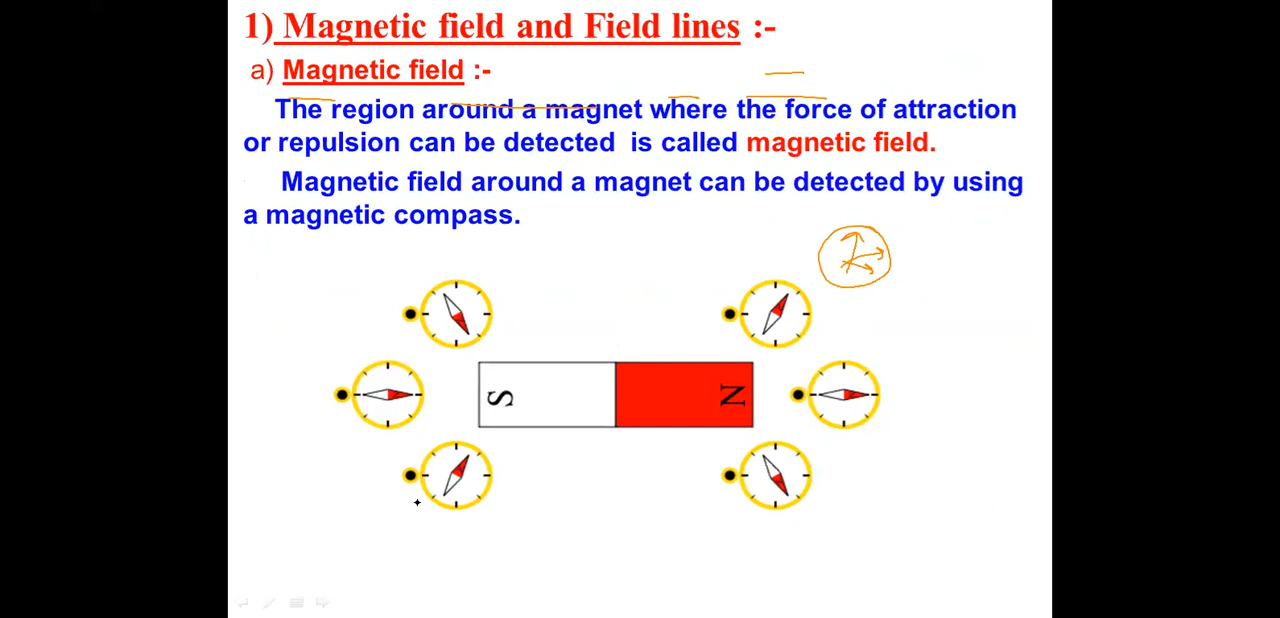 1) Magnetic field and Field lines :-
a) Magnetic field :-
The region around a magnet where the force of attraction
or repulsion can be detected is called magnetic field.
Magnetic field around a magnet can be detected by using
a magnetic compass.
S N